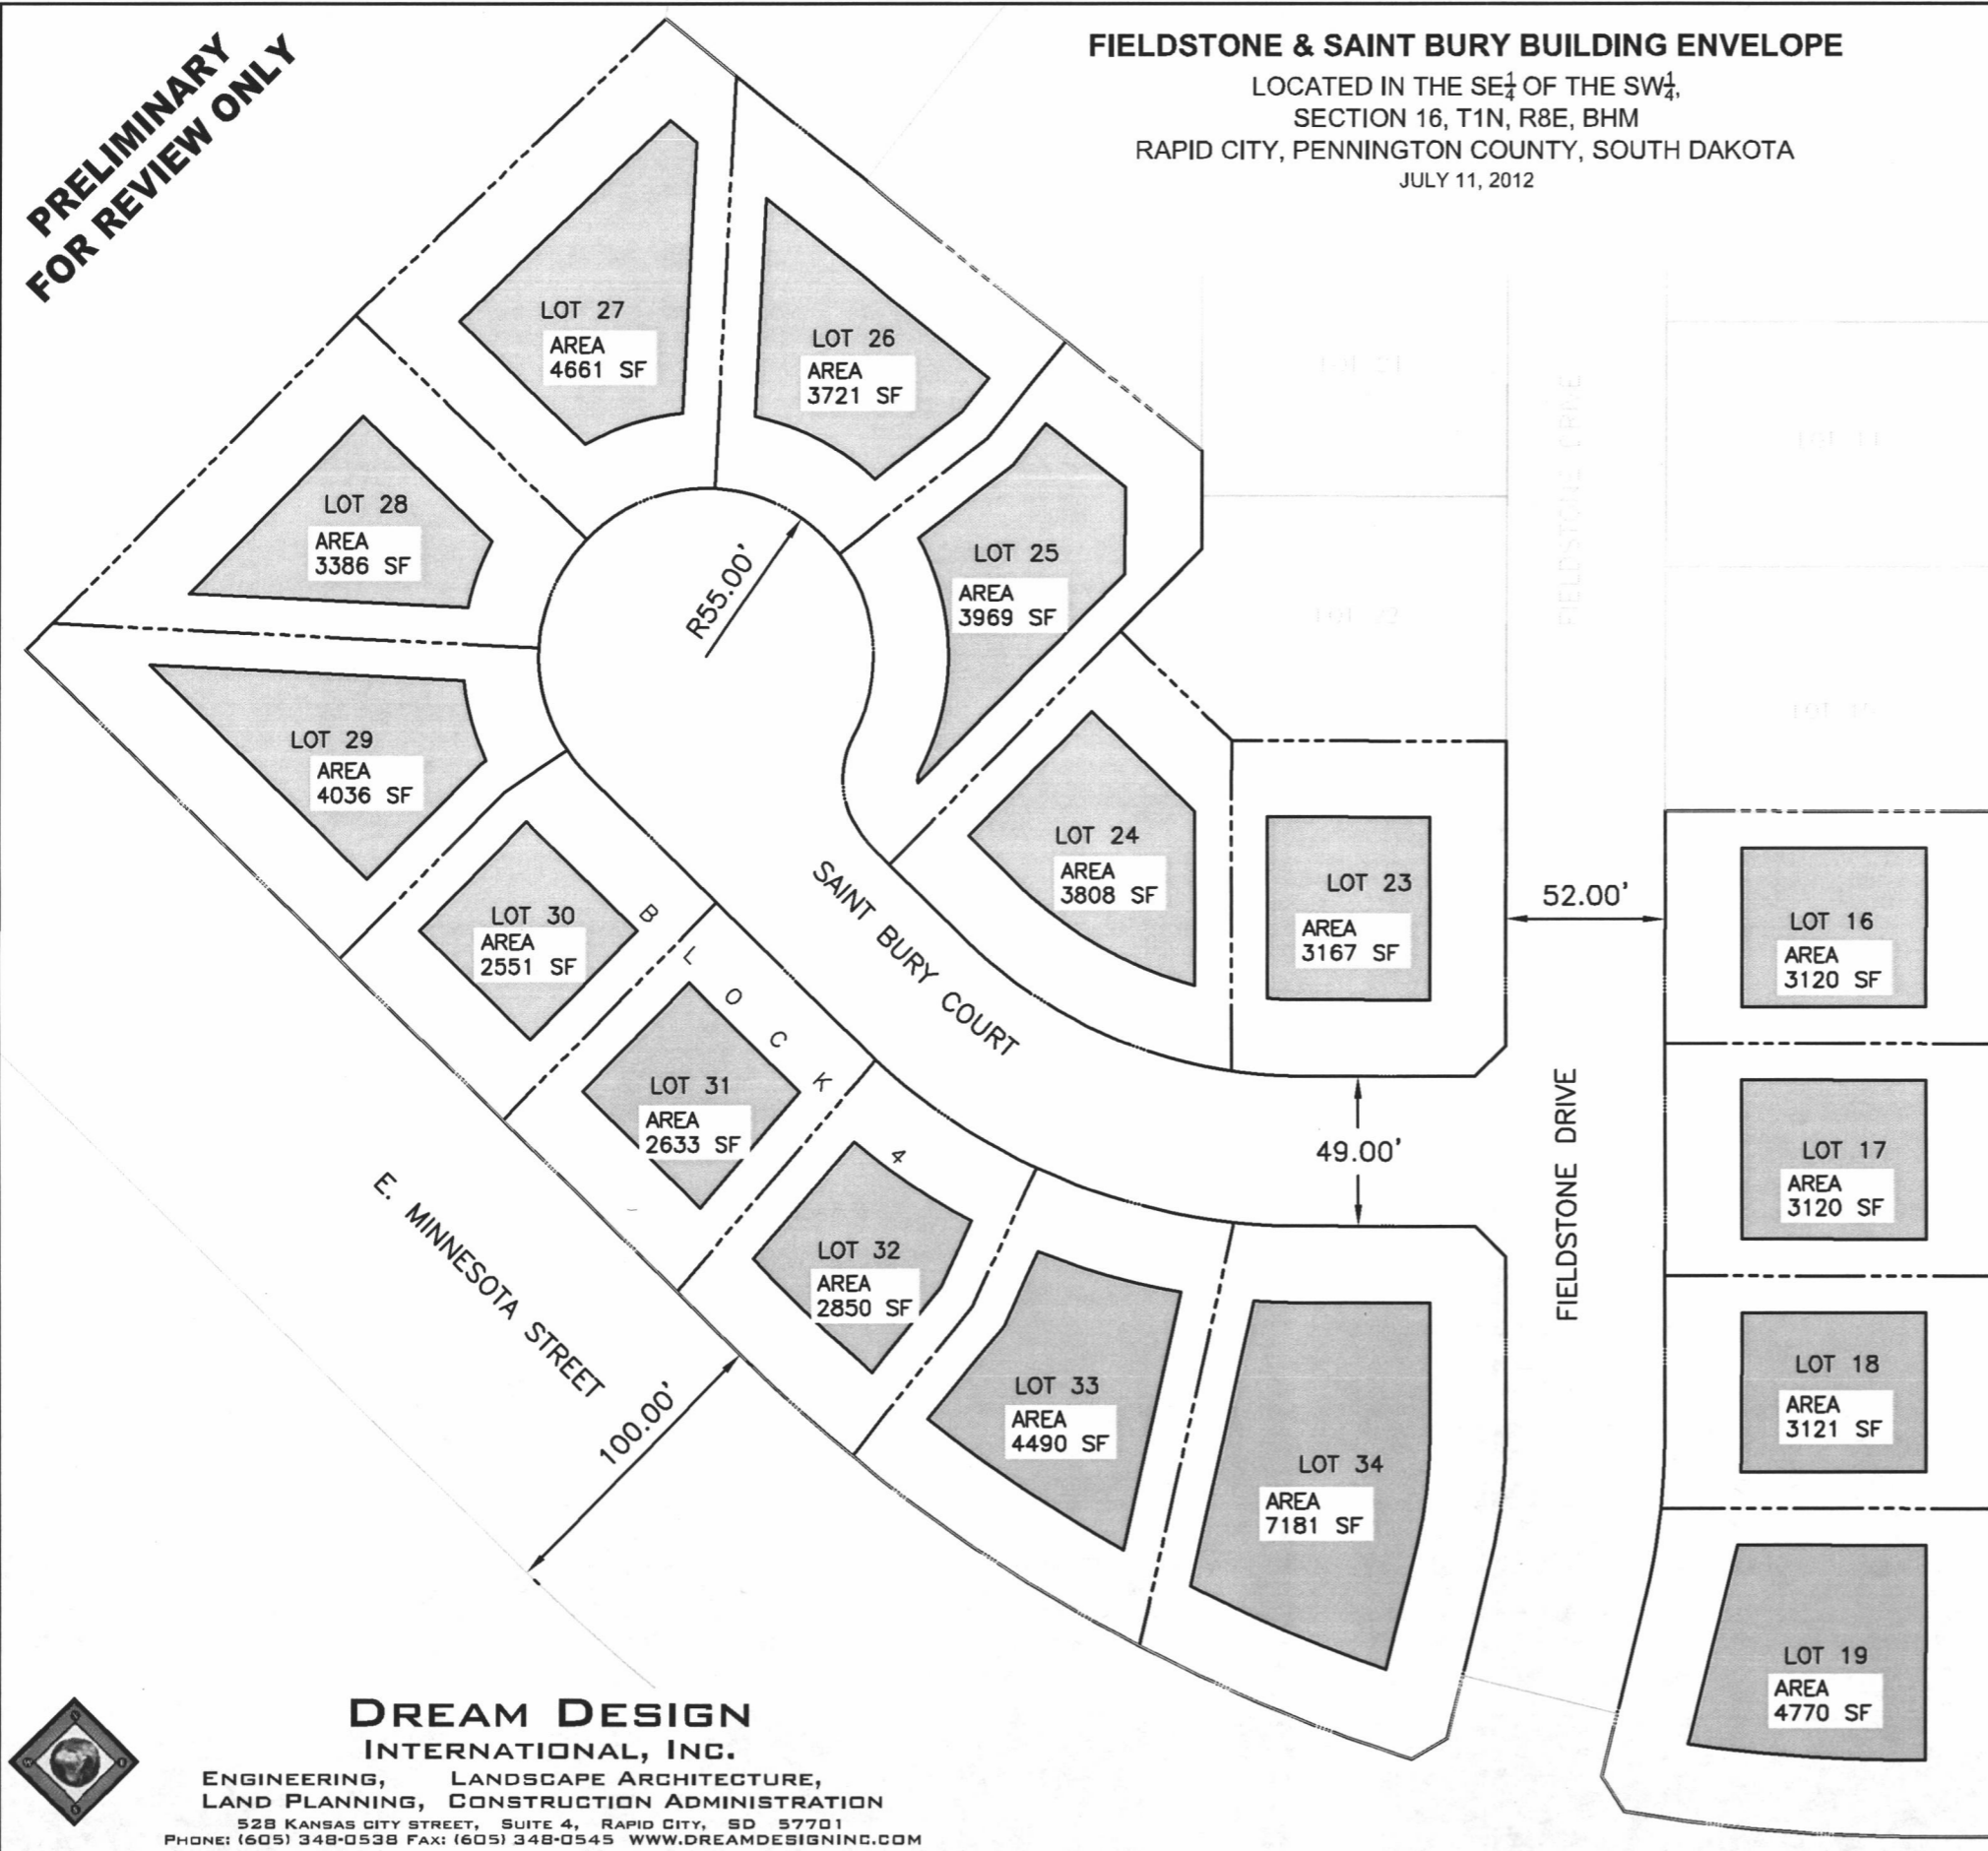 PRELIMINARY
FOR REVIEW ONLY
FIELDSTONE & SAINT BURY BUILDING ENVELOPE
LOCATED IN THE SE¼ OF THE SW¼,
SECTION 16, T1N, R8E, BHM
RAPID CITY, PENNINGTON COUNTY, SOUTH DAKOTA
JULY 11, 2012
LOT 27
AREA
4661 SF
LOT 26
AREA
3721 SF
LOT 21
FIELDSTONE DRIVE
LOT 11
LOT 28
AREA
3386 SF
R55.00'
LOT 25
AREA
3969 SF
LOT 22
LOT 29
AREA
4036 SF
LOT 24
AREA
3808 SF
LOT 23
AREA
3167 SF
52.00'
LOT 16
AREA
3120 SF
LOT 30
AREA
2551 SF
BLOCK 4
SAINT BURY COURT
LOT 31
AREA
2633 SF
49.00'
FIELDSTONE DRIVE
LOT 17
AREA
3120 SF
E. MINNESOTA STREET
100.00'
LOT 32
AREA
2850 SF
LOT 33
AREA
4490 SF
LOT 34
AREA
7181 SF
LOT 18
AREA
3121 SF
LOT 19
AREA
4770 SF
DREAM DESIGN
INTERNATIONAL, INC.
ENGINEERING, LANDSCAPE ARCHITECTURE,
LAND PLANNING, CONSTRUCTION ADMINISTRATION
528 KANSAS CITY STREET, SUITE 4, RAPID CITY, SD 57701
PHONE: (605) 348-0538 FAX: (605) 348-0545 WWW.DREAMDESIGNINC.COM